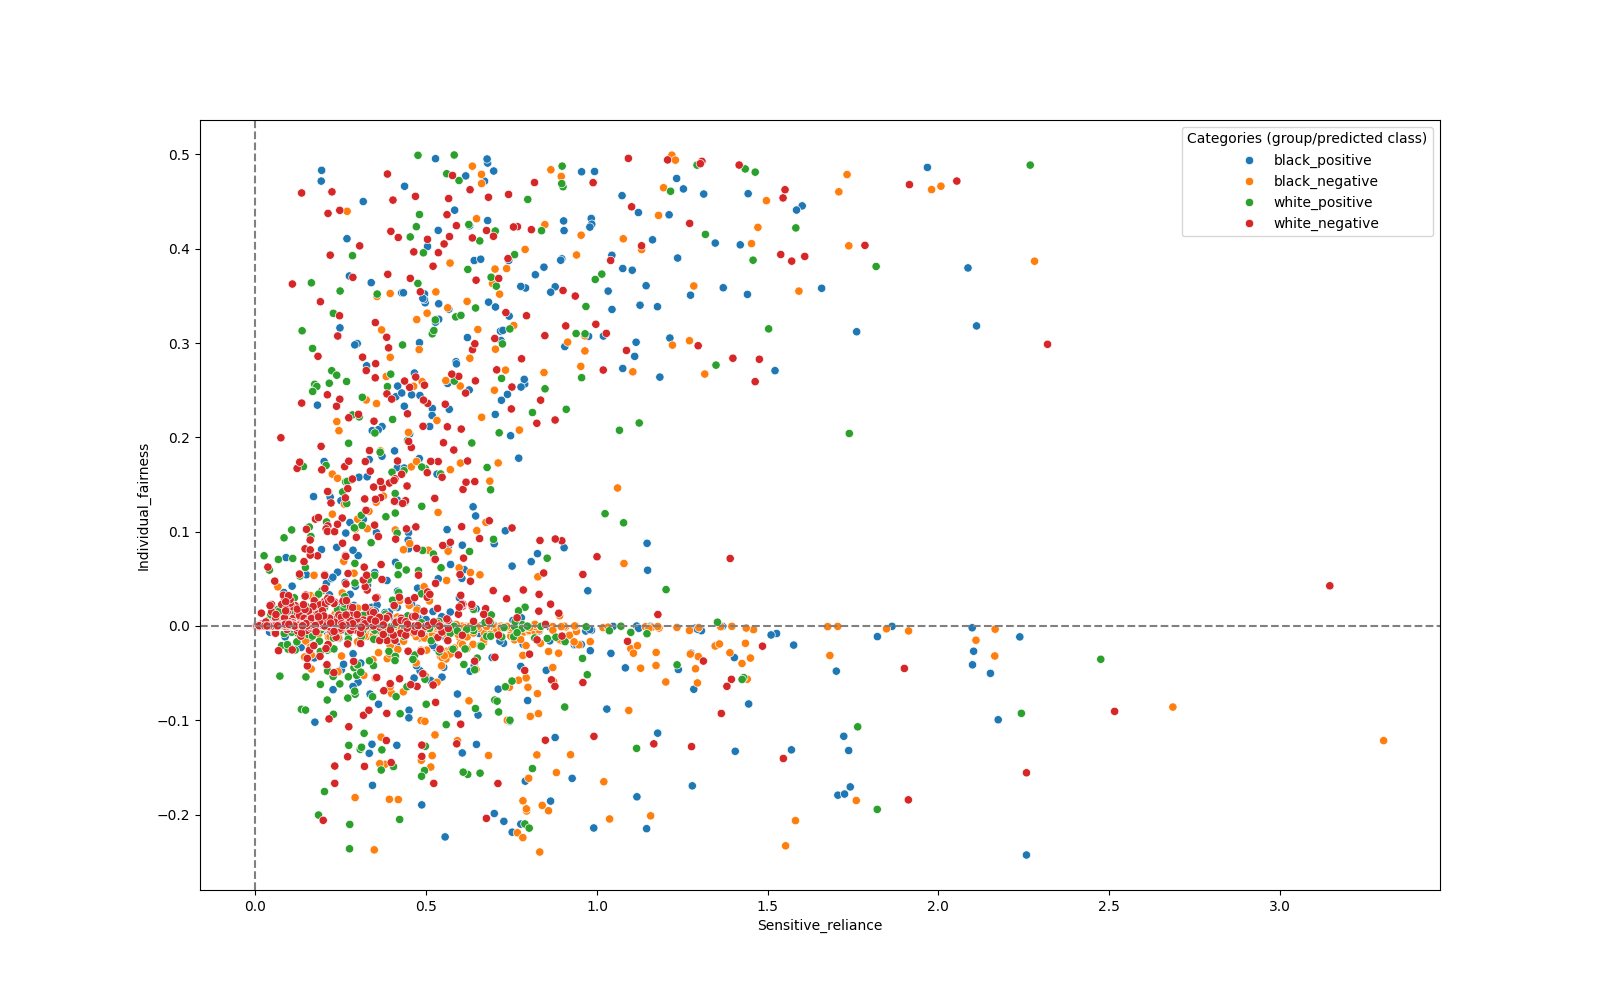 Categories (group/predicted class)
black_positive
black_negative
white_positive
white_negative
0.5
0.4
0.3
0.2
0.1
0.0
−0.1
−0.2
Individual_fairness
0.0 0.5 1.0 1.5 2.0 2.5 3.0
Sensitive_reliance